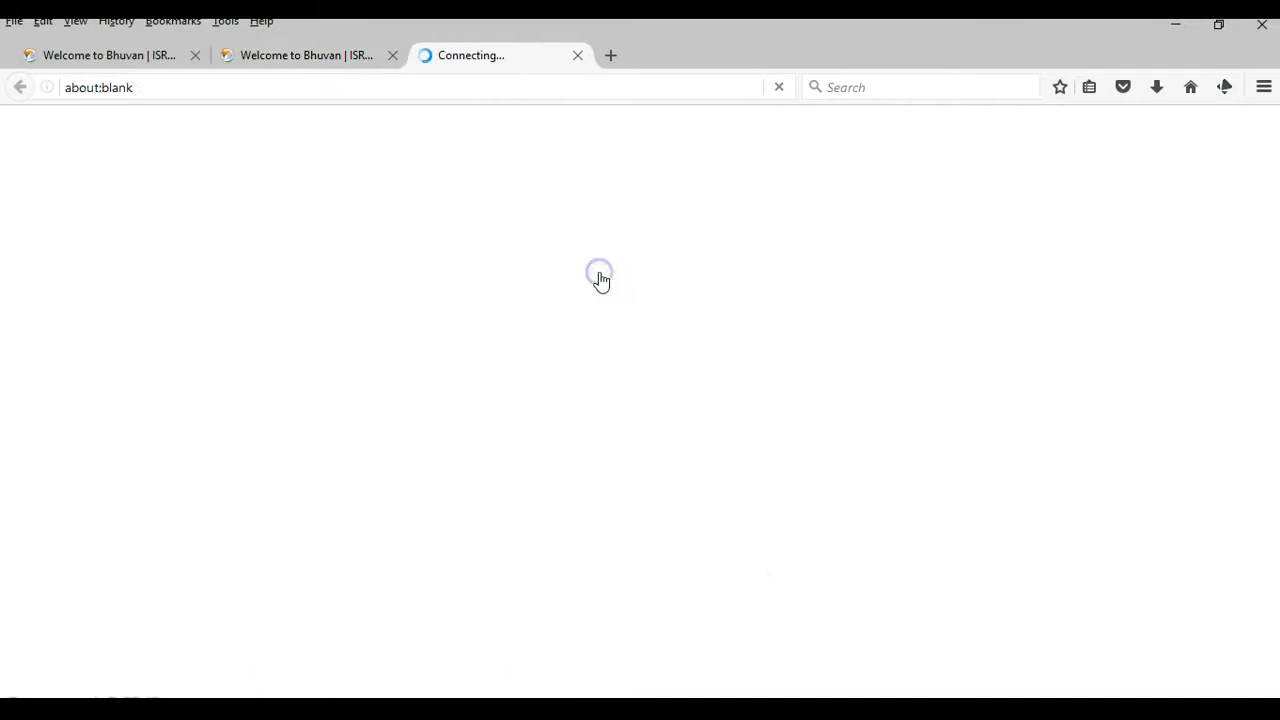 File Edit View History Bookmarks Tools Help
Welcome to Bhuvan | ISR... Welcome to Bhuvan | ISR... Connecting...
about:blank Search